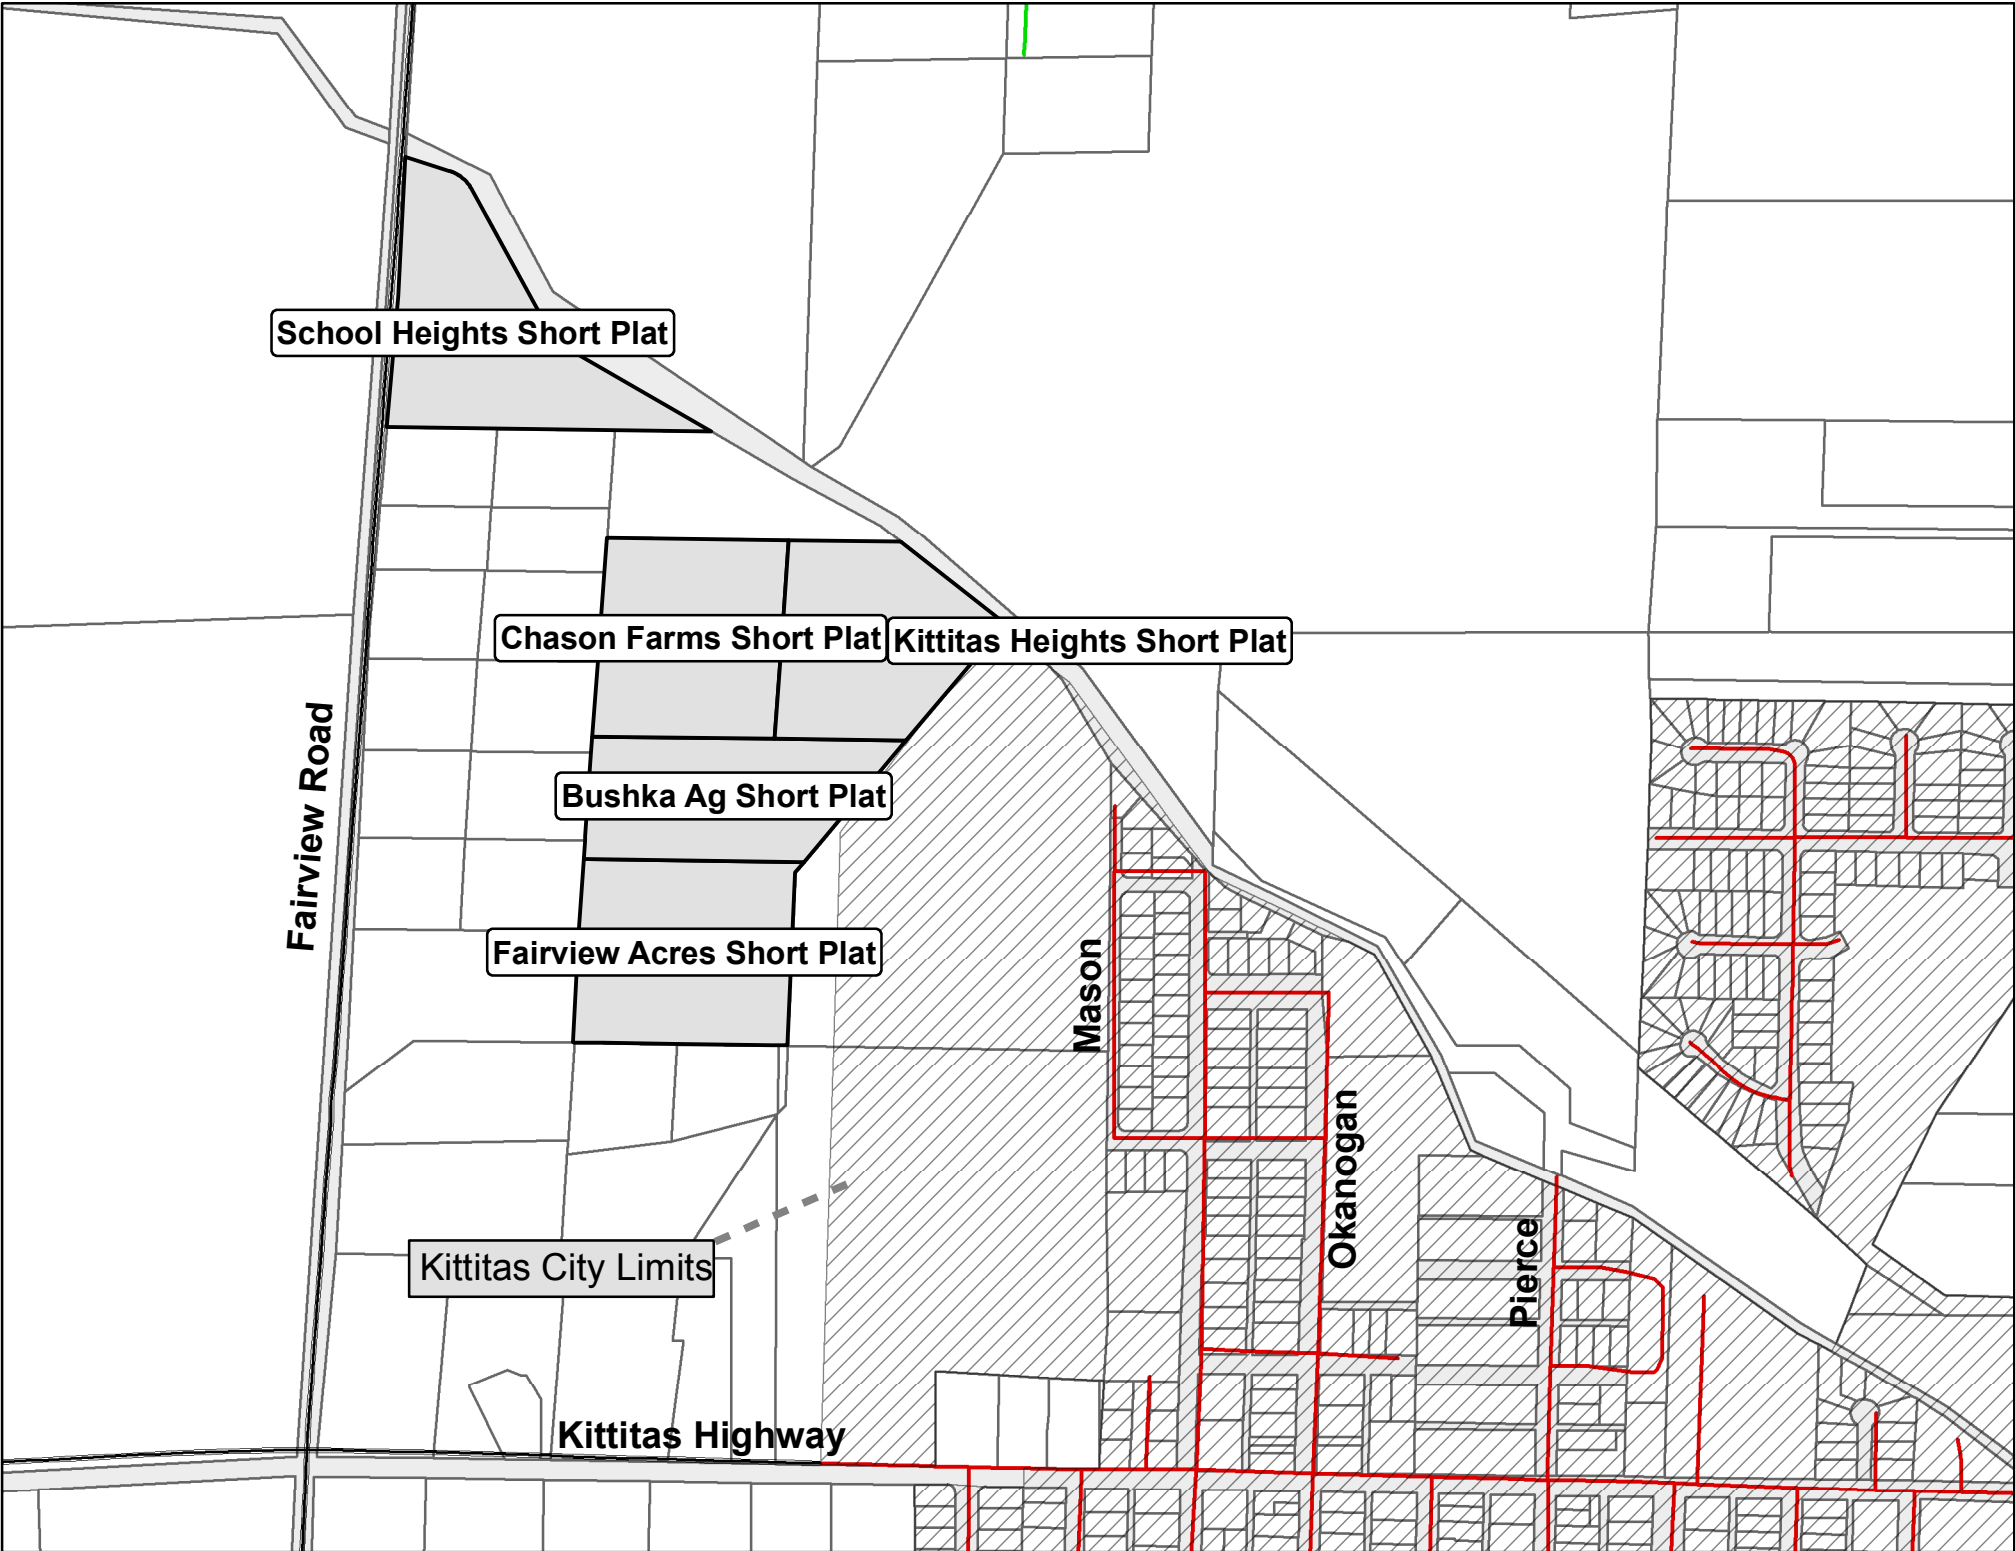 School Heights Short Plat
Chason Farms Short Plat
Kittitas Heights Short Plat
Fairview Road
Bushka Ag Short Plat
Fairview Acres Short Plat
Mason
Okanogan
Pierce
Kittitas City Limits
Kittitas Highway